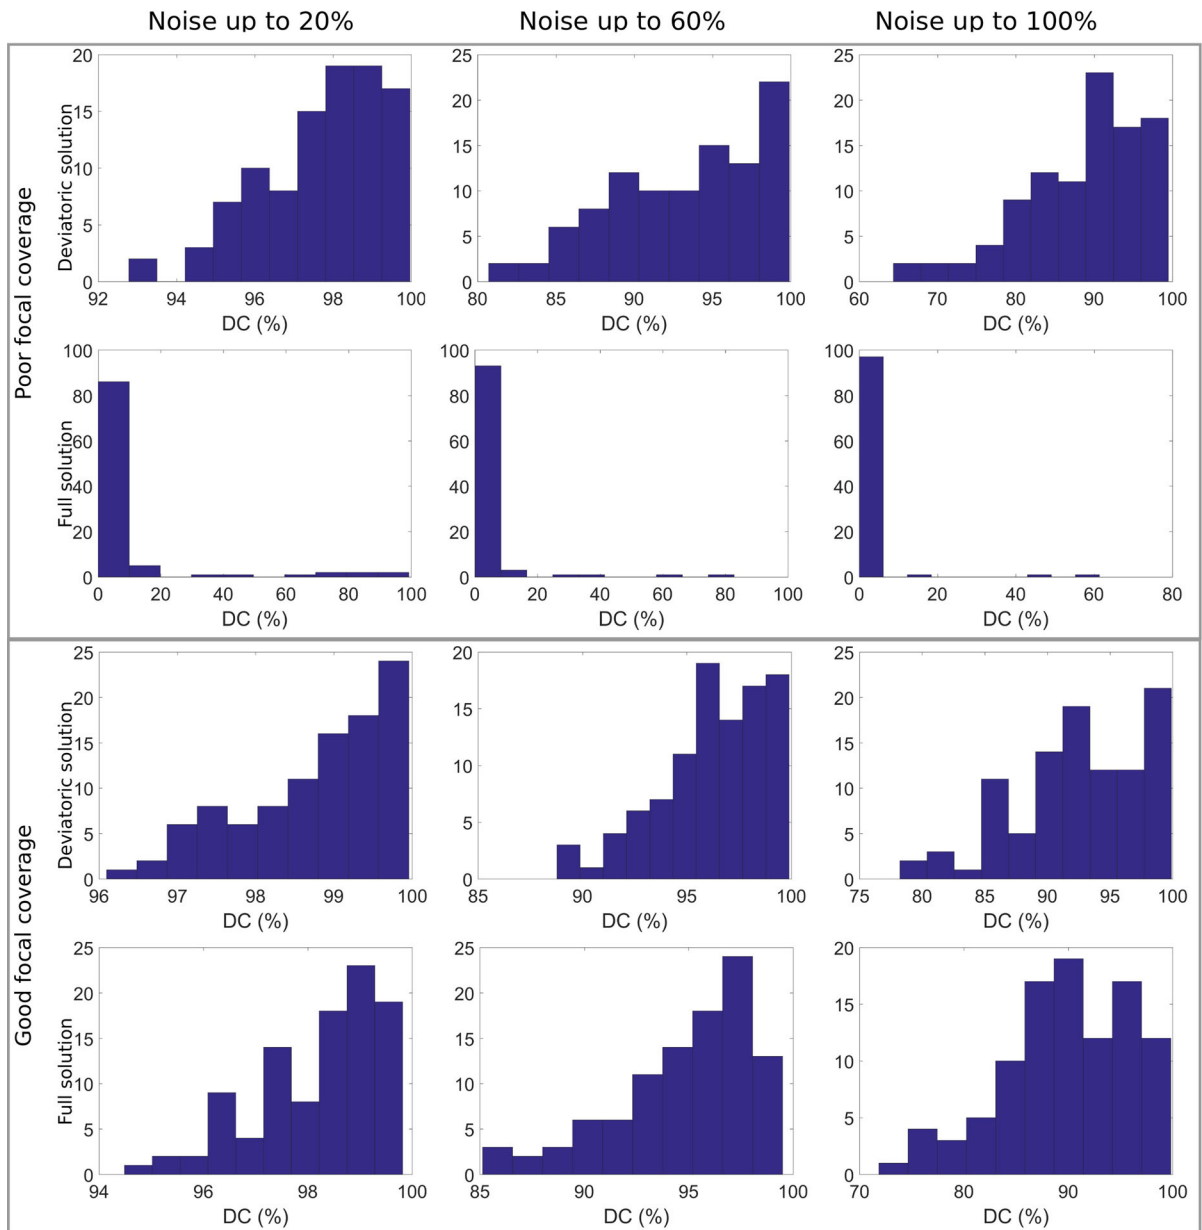 Noise up to 20% Noise up to 60% Noise up to 100%
Poor focal coverage
Deviatoric solution
20
15
10
5
0
92 94 96 98 100
DC (%)
25
20
15
10
5
0
80 85 90 95 100
DC (%)
25
20
15
10
5
0
60 70 80 90 100
DC (%)
Full solution
100
80
60
40
20
0
0 20 40 60 80 100
DC (%)
100
80
60
40
20
0
0 20 40 60 80 100
DC (%)
100
80
60
40
20
0
0 20 40 60 80
DC (%)
Good focal coverage
Deviatoric solution
25
20
15
10
5
0
96 97 98 99 100
DC (%)
20
15
10
5
0
85 90 95 100
DC (%)
25
20
15
10
5
0
75 80 85 90 95 100
DC (%)
Full solution
25
20
15
10
5
0
94 96 98 100
DC (%)
25
20
15
10
5
0
85 90 95 100
DC (%)
20
15
10
5
0
70 80 90 100
DC (%)